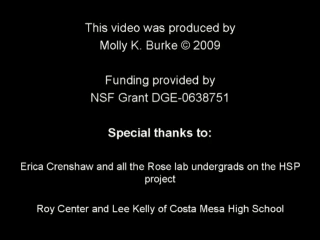 This video was produced by
Molly K. Burke © 2009
Funding provided by
NSF Grant DGE-0638751
Special thanks to:
Erica Crenshaw and all the Rose lab undergrads on the HSP
project
Roy Center and Lee Kelly of Costa Mesa High School